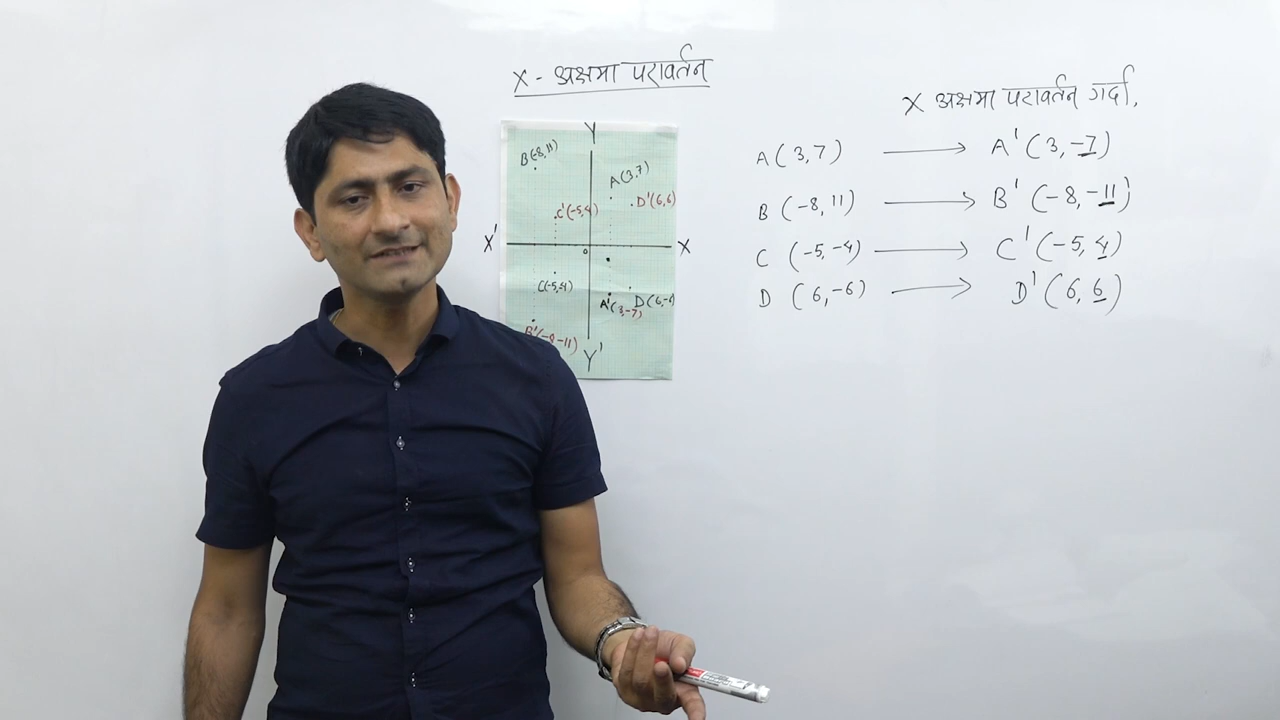 X - अक्षमा परावर्तन
Y
B(-8,11)
A(3,7)
D'(6,6)
C'(-5,4)
X'
X
0
C(-5,4)
A'(3,-7)
D(6,-6)
B'(-8-11)
Y'
X अक्षमा परावर्तन् गर्दा,
A (3,7) → A' (3,-7)
B (-8, 11) → B' (-8, -11)
C (-5, -4) → C' (-5, 4)
D (6, -6) → D' (6, 6)